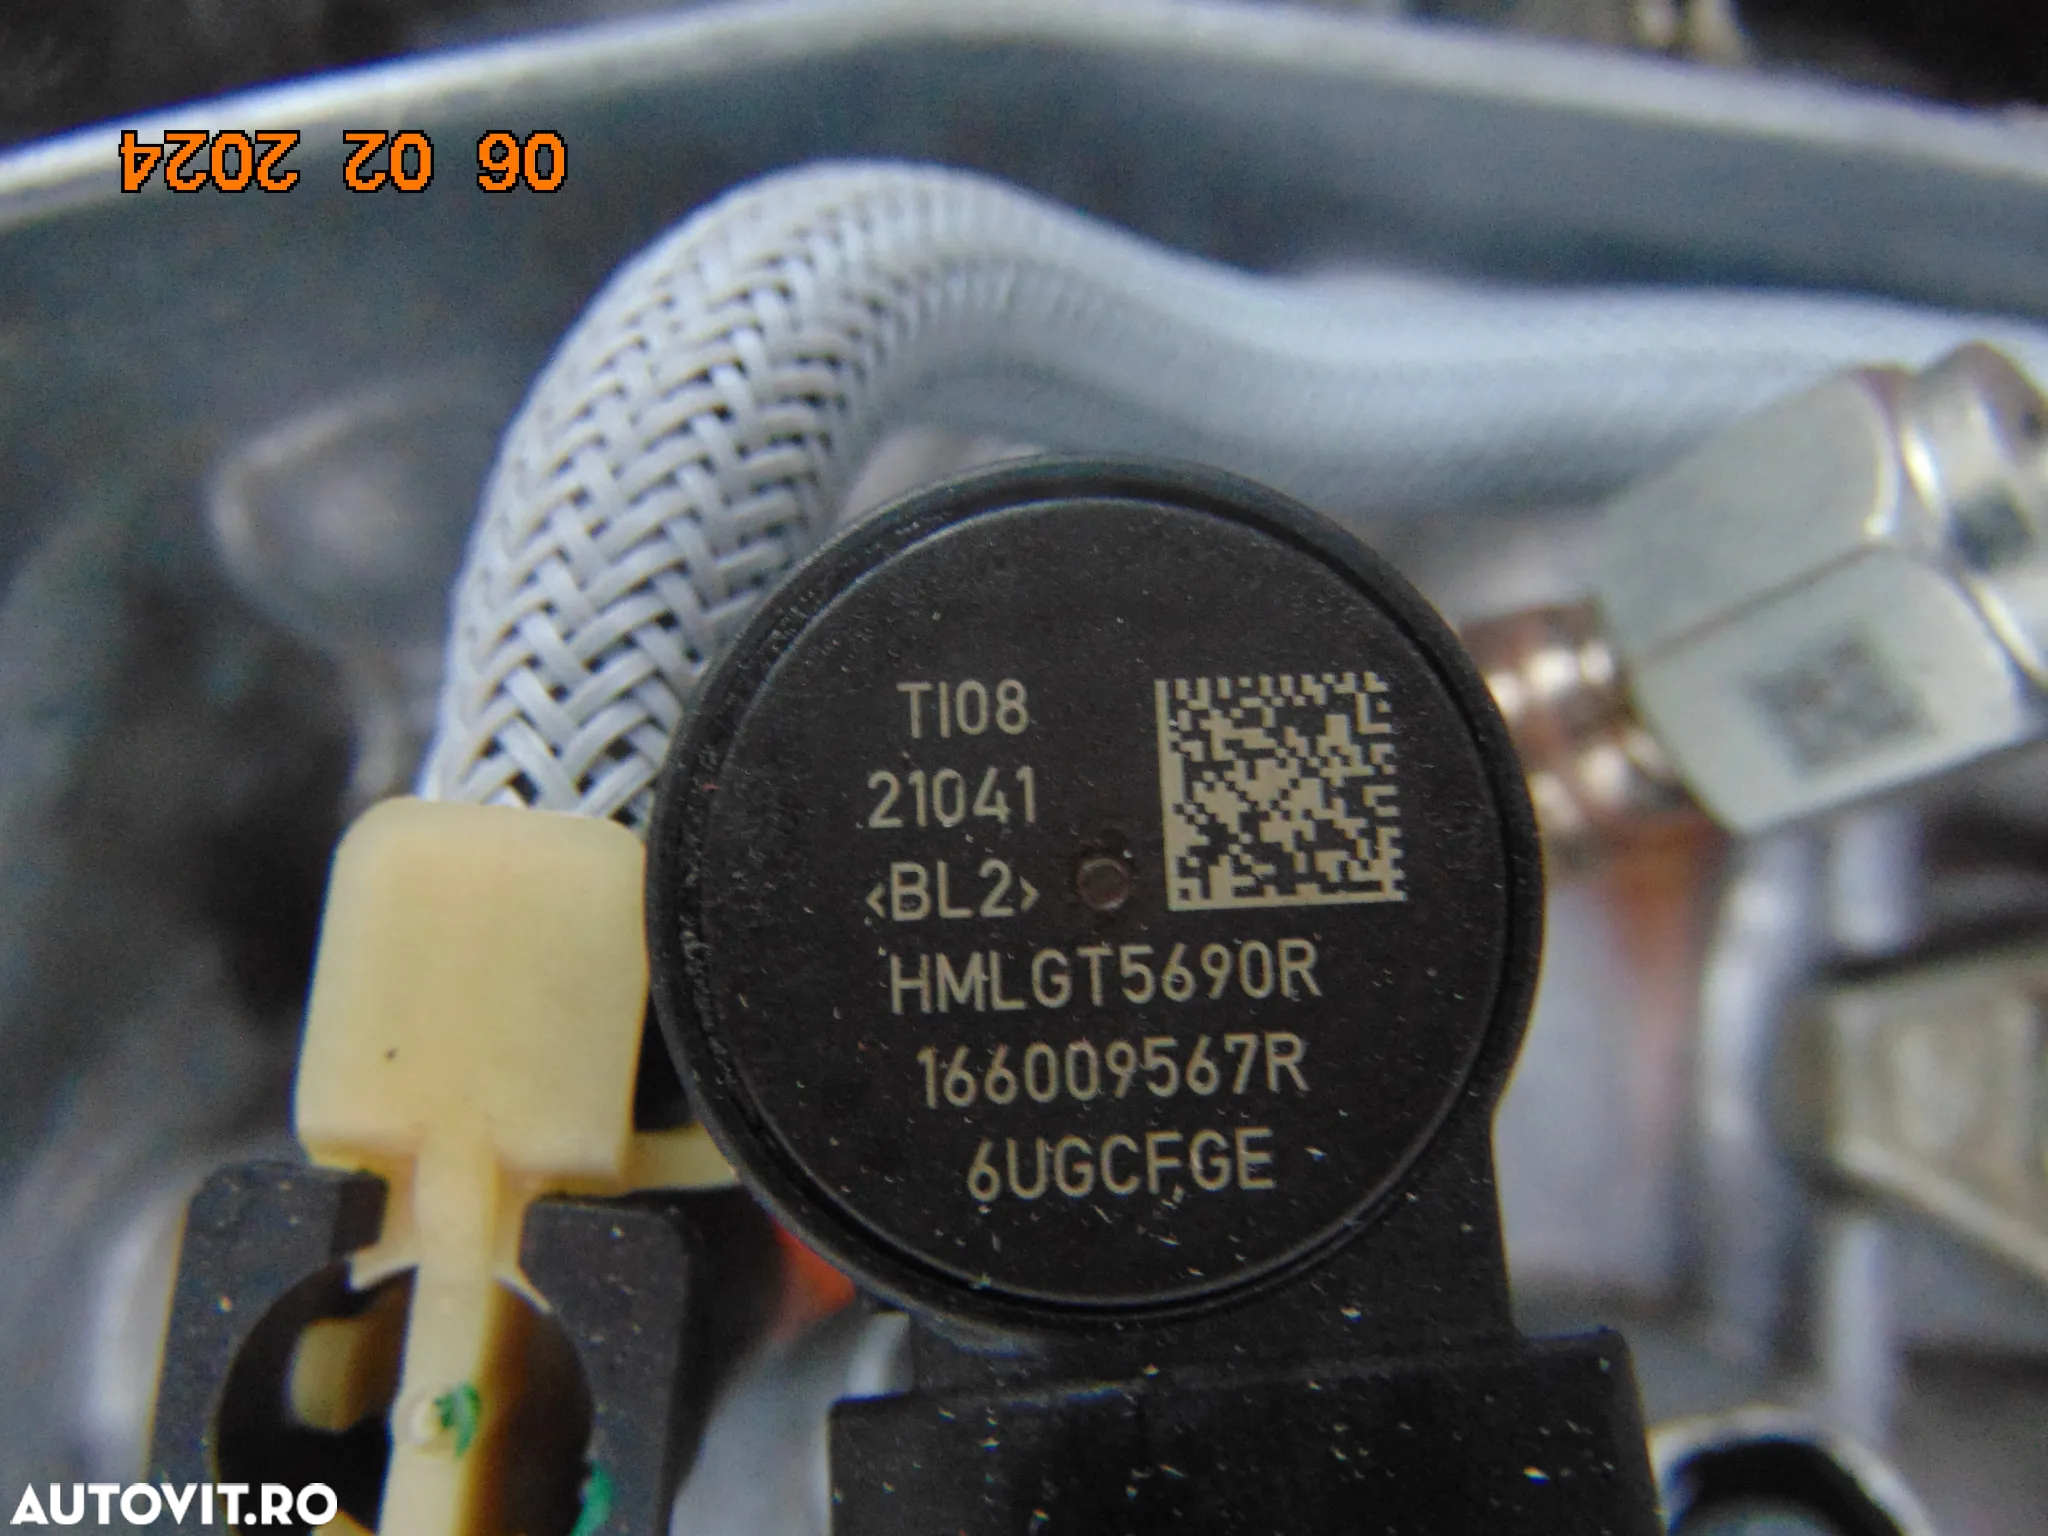 06 02 2024
TI08
21041
<BL2>
HMLGT5690R
166009567R
6UGCFGE
AUTOVIT.RO